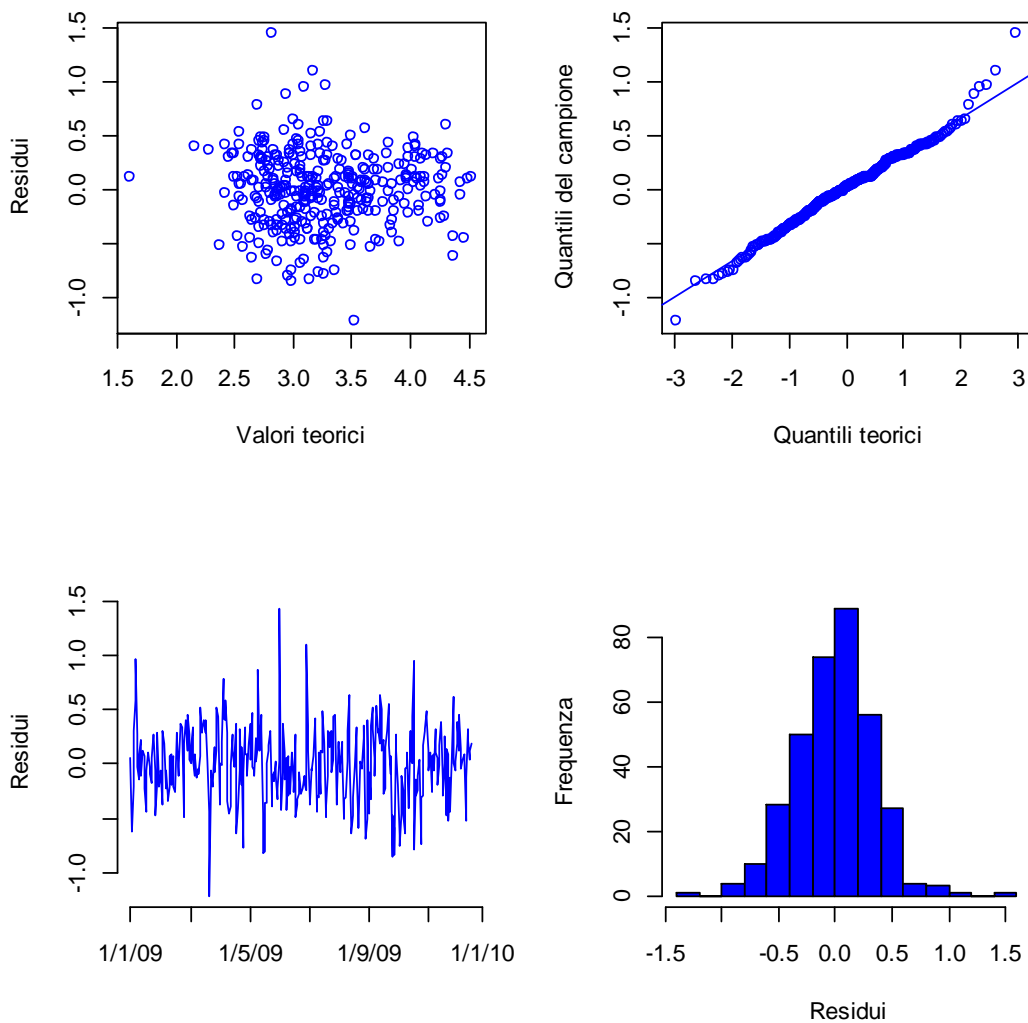 1.5
1.0
0.5
0.0
-1.0
Residui
1.5 2.0 2.5 3.0 3.5 4.0 4.5
Valori teorici
1.5
1.0
0.5
0.0
-1.0
Quantili del campione
-3 -2 -1 0 1 2 3
Quantili teorici
1.5
1.0
0.5
0.0
-1.0
Residui
1/1/09 1/5/09 1/9/09 1/1/10
80
60
40
20
0
Frequenza
-1.5 -0.5 0.0 0.5 1.0 1.5
Residui